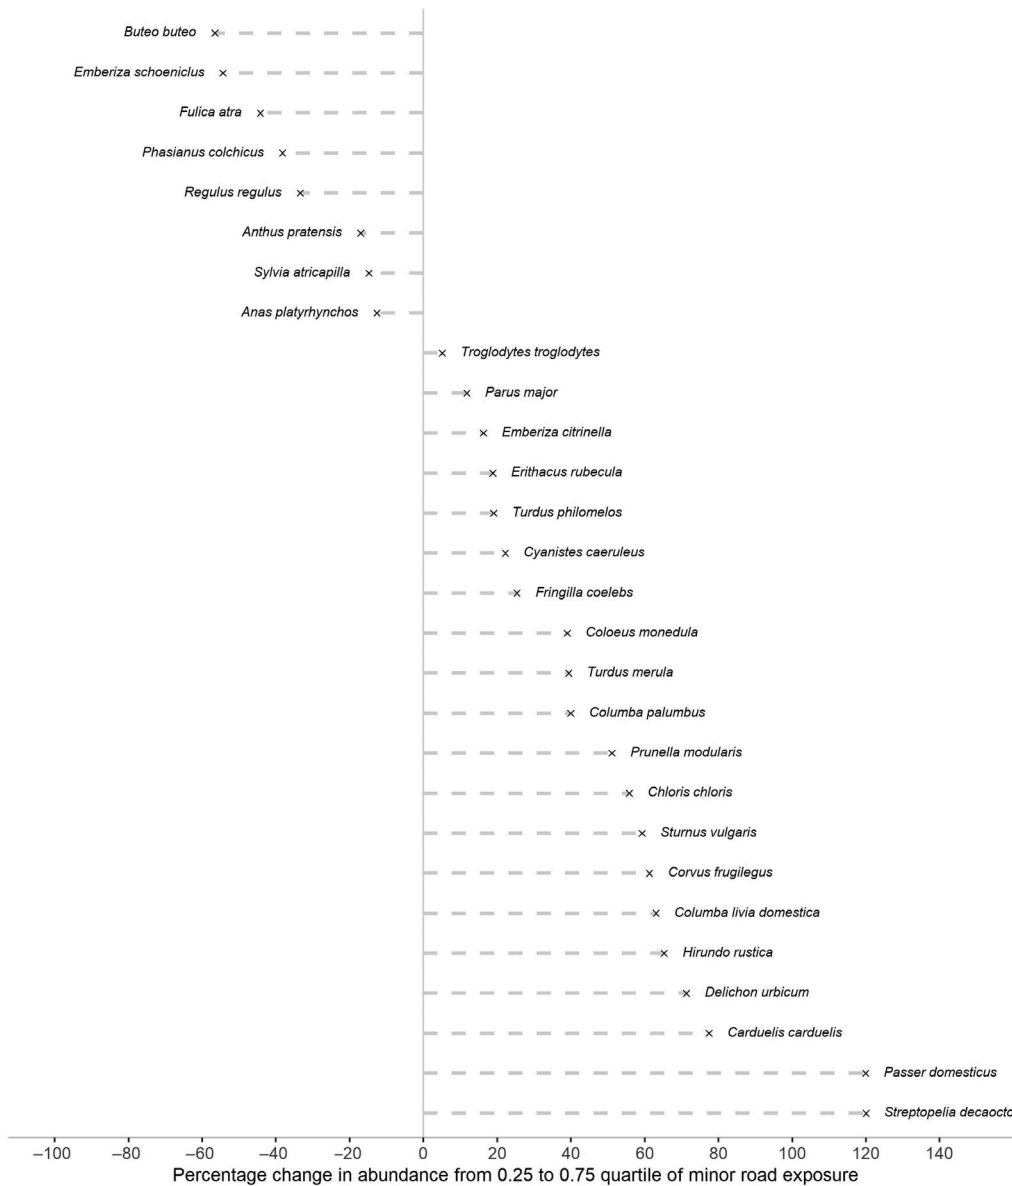 Buteo buteo
Emberiza schoeniclus
Fulica atra
Phasianus colchicus
Regulus regulus
Anthus pratensis
Sylvia atricapilla
Anas platyrhynchos
Troglodytes troglodytes
Parus major
Emberiza citrinella
Erithacus rubecula
Turdus philomelos
Cyanistes caeruleus
Fringilla coelebs
Coloeus monedula
Turdus merula
Columba palumbus
Prunella modularis
Chloris chloris
Sturnus vulgaris
Corvus frugilegus
Columba livia domestica
Hirundo rustica
Delichon urbicum
Carduelis carduelis
Passer domesticus
Streptopelia decaocto
–100 –80 –60 –40 –20 0 20 40 60 80 100 120 140
Percentage change in abundance from 0.25 to 0.75 quartile of minor road exposure